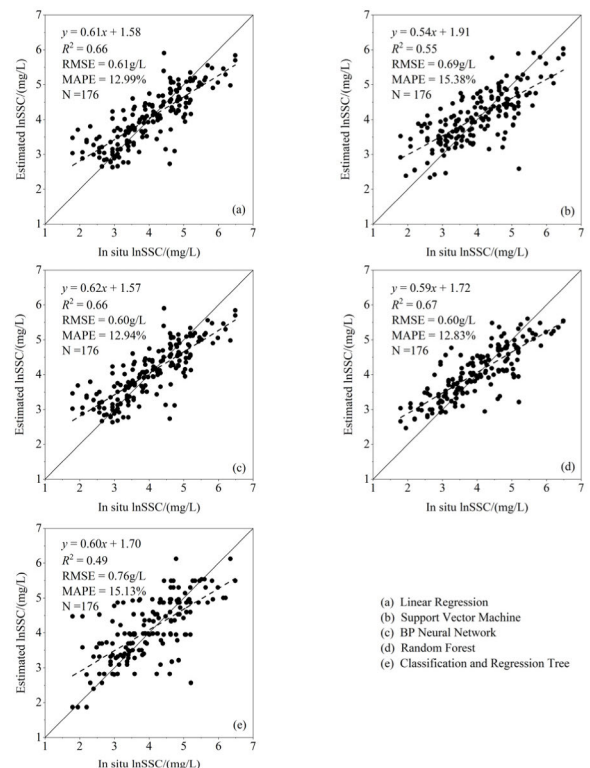 y = 0.61x + 1.58
R² = 0.66
RMSE = 0.61g/L
MAPE = 12.99%
N =176
7
6
5
4
3
2
1
Estimated lnSSC/(mg/L)
(a)
1 2 3 4 5 6 7
In situ lnSSC/(mg/L)
y = 0.54x + 1.91
R² = 0.55
RMSE = 0.69g/L
MAPE = 15.38%
N =176
7
6
5
4
3
2
1
Estimated lnSSC/(mg/L)
(b)
1 2 3 4 5 6 7
In situ lnSSC/(mg/L)
y = 0.62x + 1.57
R² = 0.66
RMSE = 0.60g/L
MAPE = 12.94%
N =176
7
6
5
4
3
2
1
Estimated lnSSC/(mg/L)
(c)
1 2 3 4 5 6 7
In situ lnSSC/(mg/L)
y = 0.59x + 1.72
R² = 0.67
RMSE = 0.60g/L
MAPE = 12.83%
N =176
7
6
5
4
3
2
1
Estimated lnSSC/(mg/L)
(d)
1 2 3 4 5 6 7
In situ lnSSC/(mg/L)
y = 0.60x + 1.70
R² = 0.49
RMSE = 0.76g/L
MAPE = 15.13%
N =176
7
6
5
4
3
2
1
Estimated lnSSC/(mg/L)
(e)
1 2 3 4 5 6 7
In situ lnSSC/(mg/L)
(a) Linear Regression
(b) Support Vector Machine
(c) BP Neural Network
(d) Random Forest
(e) Classification and Regression Tree